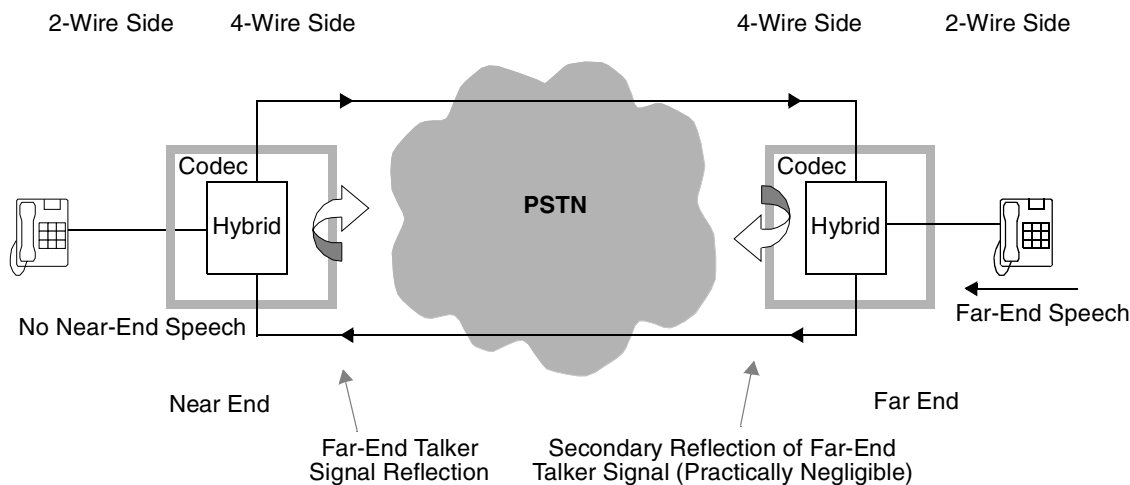 2-Wire Side 4-Wire Side 4-Wire Side 2-Wire Side
Codec Codec
Hybrid PSTN Hybrid
No Near-End Speech Far-End Speech
Near End Far End
Far-End Talker
Signal Reflection
Secondary Reflection of Far-End
Talker Signal (Practically Negligible)